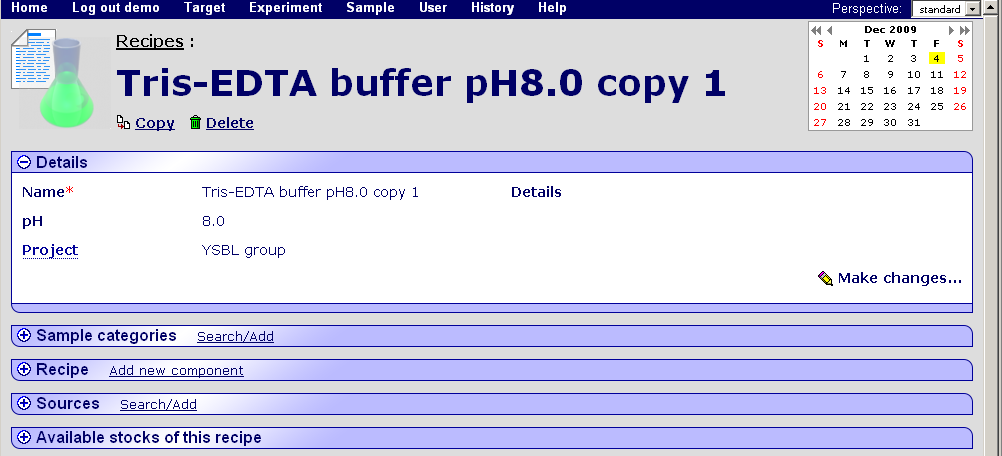 Home Log out demo Target Experiment Sample User History Help Perspective: standard
Recipes :
Tris-EDTA buffer pH8.0 copy 1
Copy Delete
Dec 2009
S M T W T F S
1 2 3 4 5
6 7 8 9 10 11 12
13 14 15 16 17 18 19
20 21 22 23 24 25 26
27 28 29 30 31
Details
Name* Tris-EDTA buffer pH8.0 copy 1 Details
pH 8.0
Project YSBL group
Make changes...
Sample categories Search/Add
Recipe Add new component
Sources Search/Add
Available stocks of this recipe